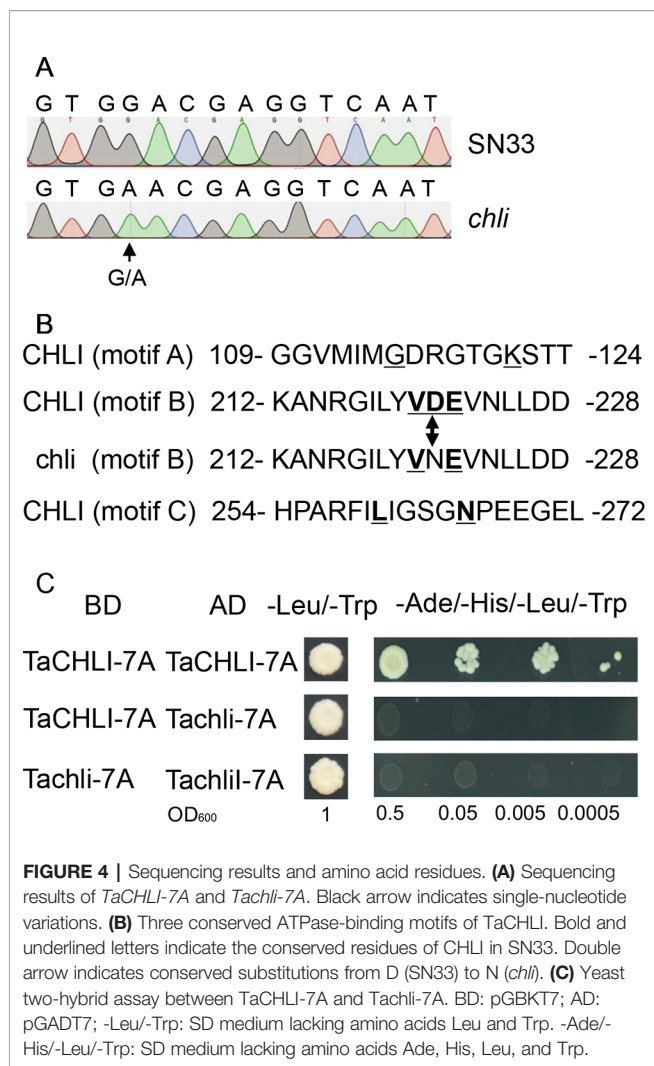 A
G T G G A C G A G G T C A A T
G T G G A C G A G G T C A A T
SN33
G T G A A C G A G G T C A A T
chli
G/A
B
CHLI (motif A) 109- GGVMIMGDRGTGKSTT -124
CHLI (motif B) 212- KANRGILYVDEVNLLDD -228
chli (motif B) 212- KANRGILYVNEVNLLDD -228
CHLI (motif C) 254- HPARFILIGSGNPEEGEL -272
C
BD AD -Leu/-Trp -Ade/-His/-Leu/-Trp
TaCHLI-7A TaCHLI-7A
TaCHLI-7A Tachli-7A
Tachli-7A Tachlil-7A
OD600 1 0.5 0.05 0.005 0.0005
FIGURE 4 | Sequencing results and amino acid residues. (A) Sequencing
results of TaCHLI-7A and Tachli-7A. Black arrow indicates single-nucleotide
variations. (B) Three conserved ATPase-binding motifs of TaCHLI. Bold and
underlined letters indicate the conserved residues of CHLI in SN33. Double
arrow indicates conserved substitutions from D (SN33) to N (chli). (C) Yeast
two-hybrid assay between TaCHLI-7A and Tachli-7A. BD: pGBKT7; AD:
pGADT7; -Leu/-Trp: SD medium lacking amino acids Leu and Trp. -Ade/-
His/-Leu/-Trp: SD medium lacking amino acids Ade, His, Leu, and Trp.